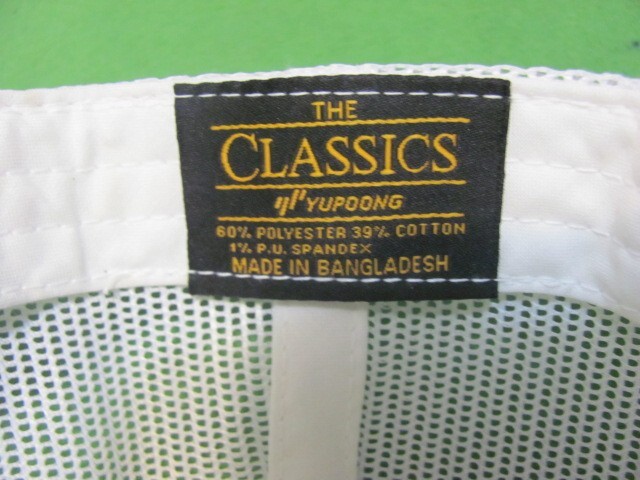 THE
CLASSICS
YUPOONG
60% POLYESTER 39% COTTON
1% P.U. SPANDEX
MADE IN BANGLADESH